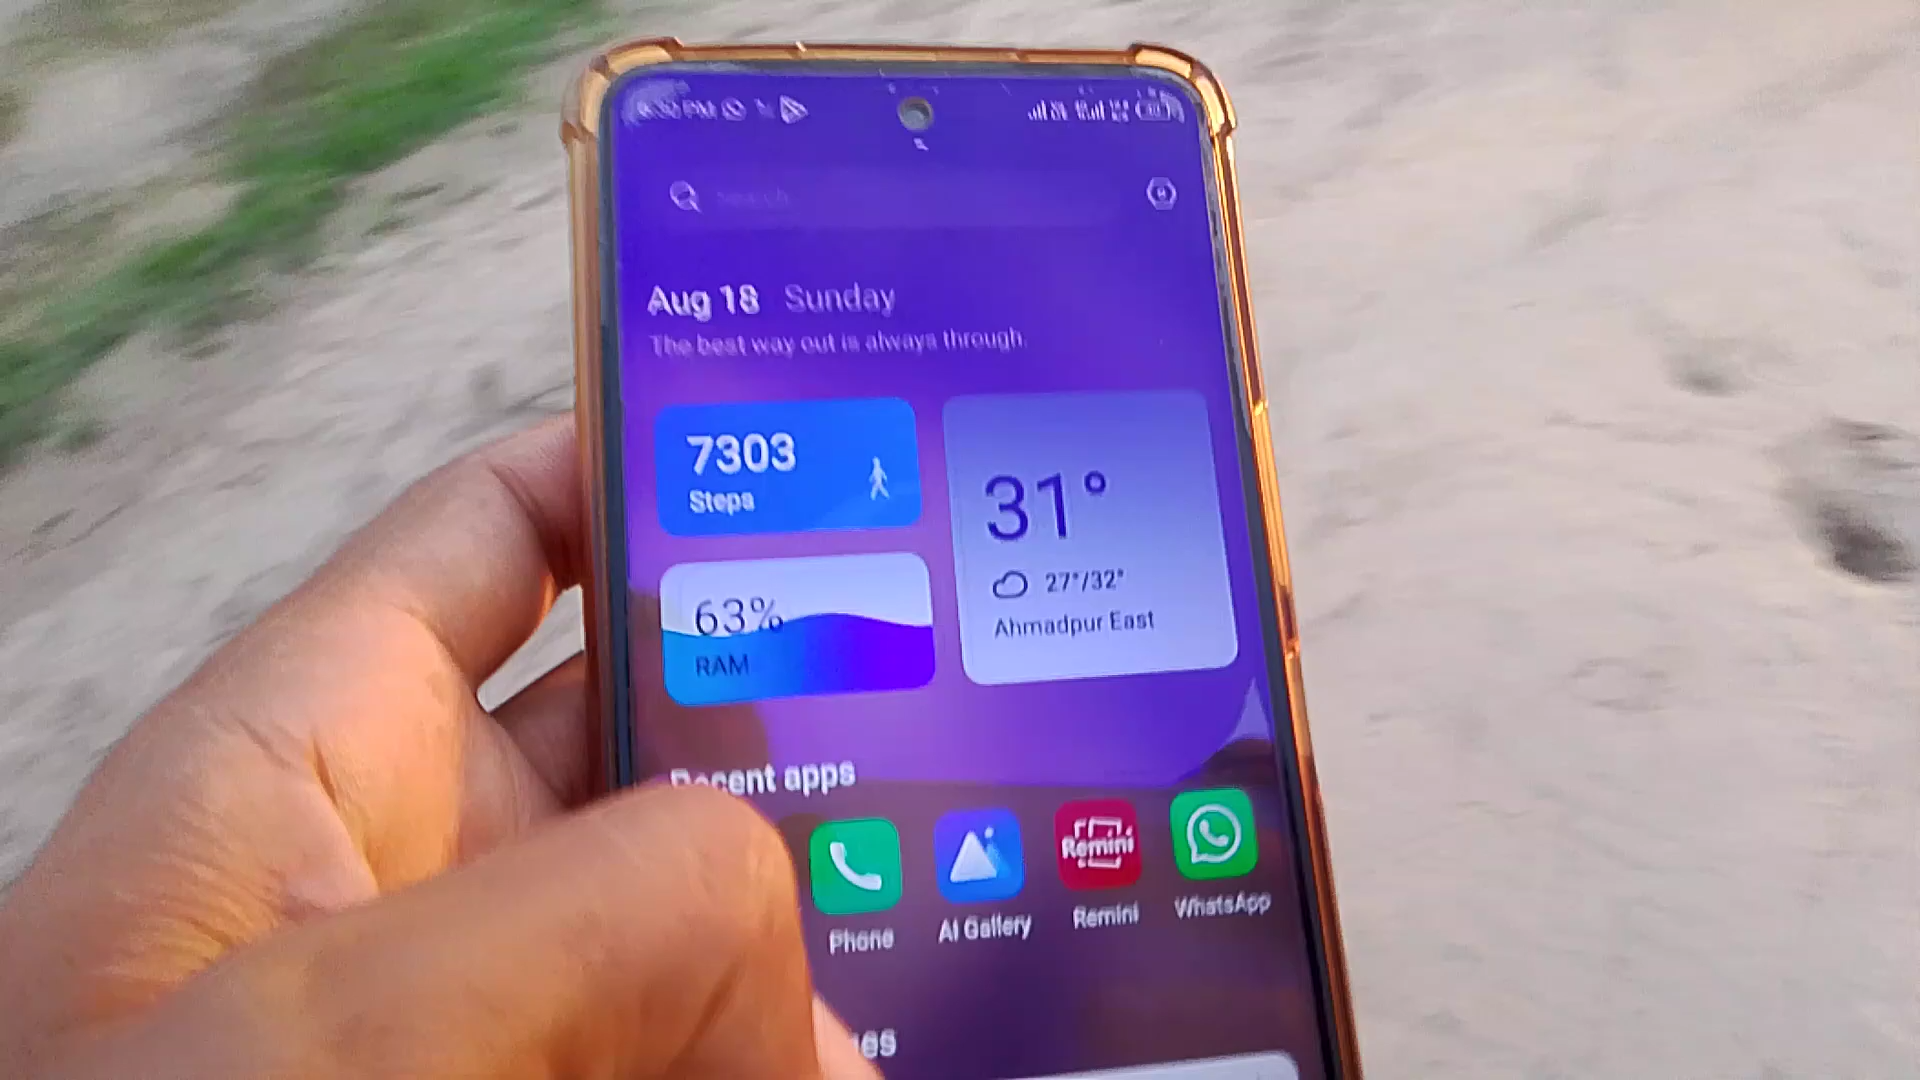 Search
Aug 18 Sunday
The best way out is always through.
7303
Steps
31°
27°/32°
Ahmadpur East
63%
RAM
Recent apps
Remini
Phone
AI Gallery
Remini
WhatsApp